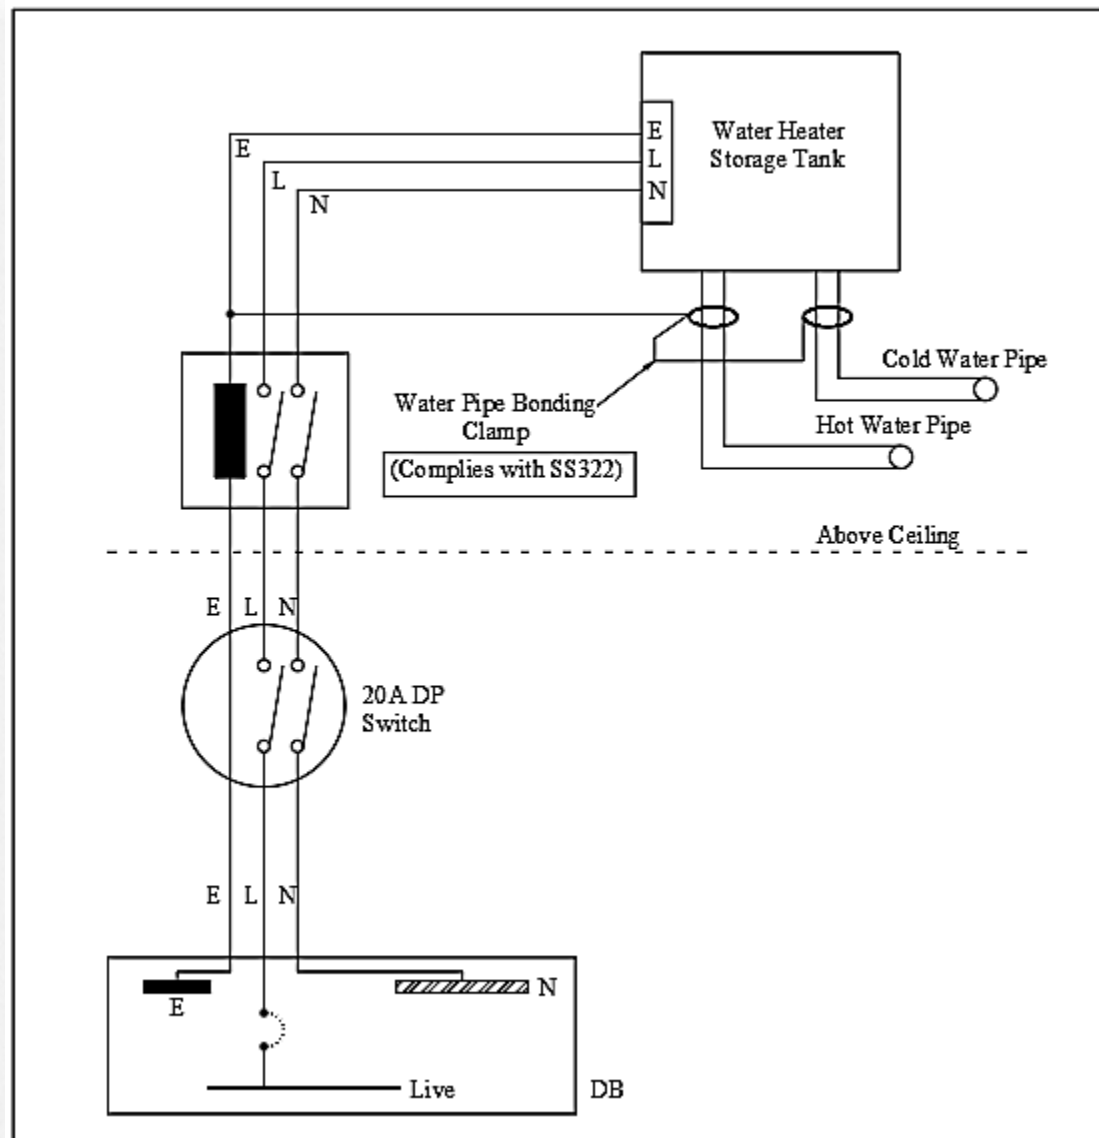 E
L
N
E
L
N
Water Heater
Storage Tank
Cold Water Pipe
Water Pipe Bonding
Clamp
Hot Water Pipe
(Complies with SS322)
Above Ceiling
E L N
20A DP
Switch
E L N
E
N
Live
DB